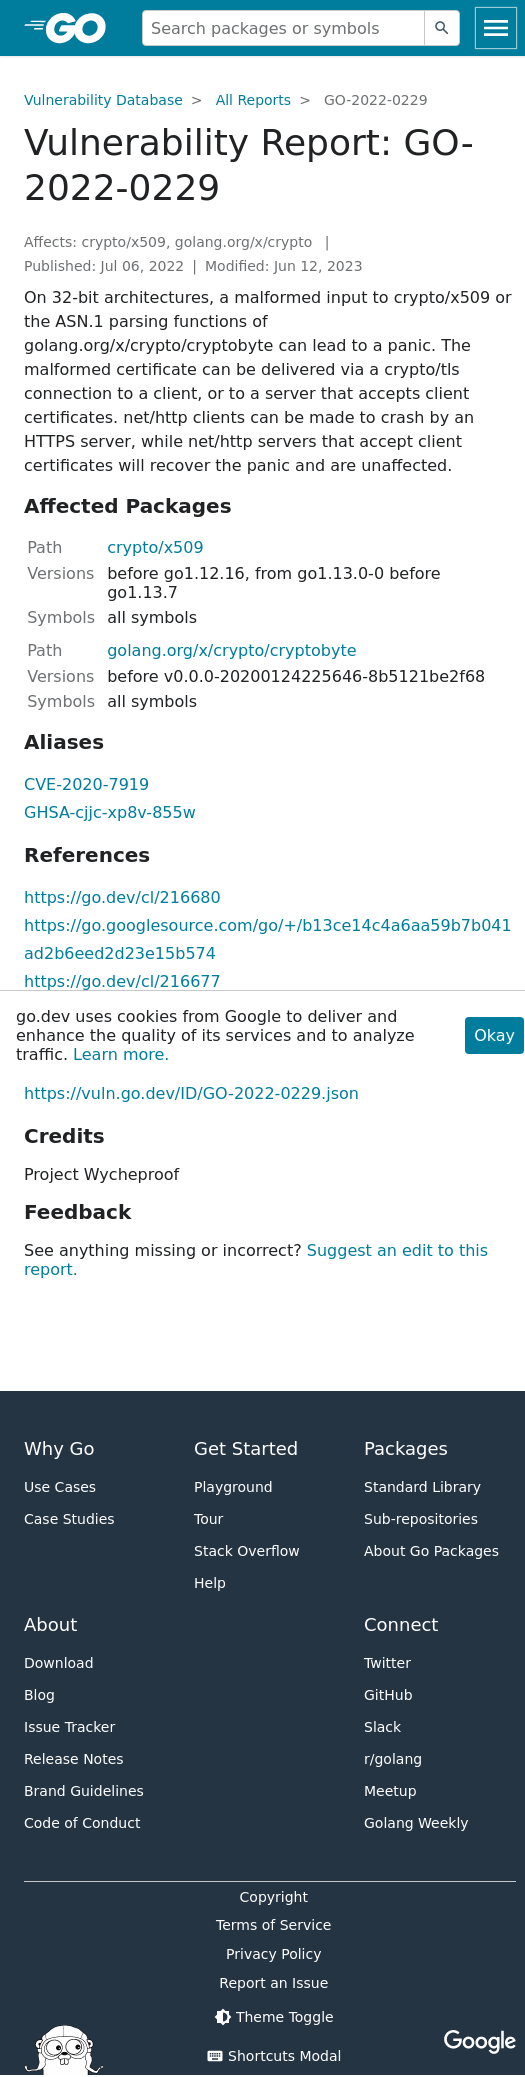 GO
Search packages or symbols
Vulnerability Database > All Reports > GO-2022-0229
Vulnerability Report: GO-
2022-0229
Affects: crypto/x509, golang.org/x/crypto |
Published: Jul 06, 2022 | Modified: Jun 12, 2023
On 32-bit architectures, a malformed input to crypto/x509 or
the ASN.1 parsing functions of
golang.org/x/crypto/cryptobyte can lead to a panic. The
malformed certificate can be delivered via a crypto/tls
connection to a client, or to a server that accepts client
certificates. net/http clients can be made to crash by an
HTTPS server, while net/http servers that accept client
certificates will recover the panic and are unaffected.
Affected Packages
Path crypto/x509
Versions before go1.12.16, from go1.13.0-0 before
go1.13.7
Symbols all symbols
Path golang.org/x/crypto/cryptobyte
Versions before v0.0.0-20200124225646-8b5121be2f68
Symbols all symbols
Aliases
CVE-2020-7919
GHSA-cjjc-xp8v-855w
References
https://go.dev/cl/216680
https://go.googlesource.com/go/+/b13ce14c4a6aa59b7b041
ad2b6eed2d23e15b574
https://go.dev/cl/216677
go.dev uses cookies from Google to deliver and
enhance the quality of its services and to analyze
traffic. Learn more.
Okay
https://vuln.go.dev/ID/GO-2022-0229.json
Credits
Project Wycheproof
Feedback
See anything missing or incorrect? Suggest an edit to this
report.
Why Go
Use Cases
Case Studies
Get Started
Playground
Tour
Stack Overflow
Help
Packages
Standard Library
Sub-repositories
About Go Packages
About
Download
Blog
Issue Tracker
Release Notes
Brand Guidelines
Code of Conduct
Connect
Twitter
GitHub
Slack
r/golang
Meetup
Golang Weekly
Copyright
Terms of Service
Privacy Policy
Report an Issue
Theme Toggle
Shortcuts Modal
Google